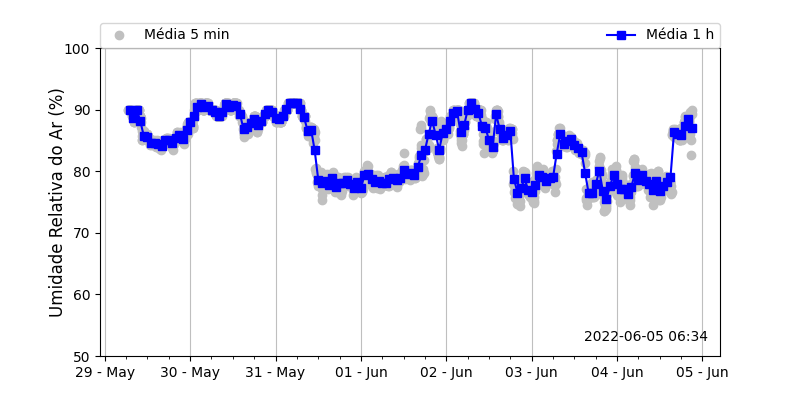 Média 5 min
Média 1 h
Umidade Relativa do Ar (%)
100
90
80
70
60
50
2022-06-05 06:34
29 - May
30 - May
31 - May
01 - Jun
02 - Jun
03 - Jun
04 - Jun
05 - Jun